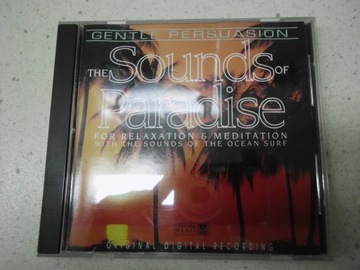 GENTLE PERSUASION
THE Sounds OF
Paradise
FOR RELAXATION & MEDITATION
WITH THE SOUNDS OF THE OCEAN SURF
ORIGINAL DIGITAL RECORDING